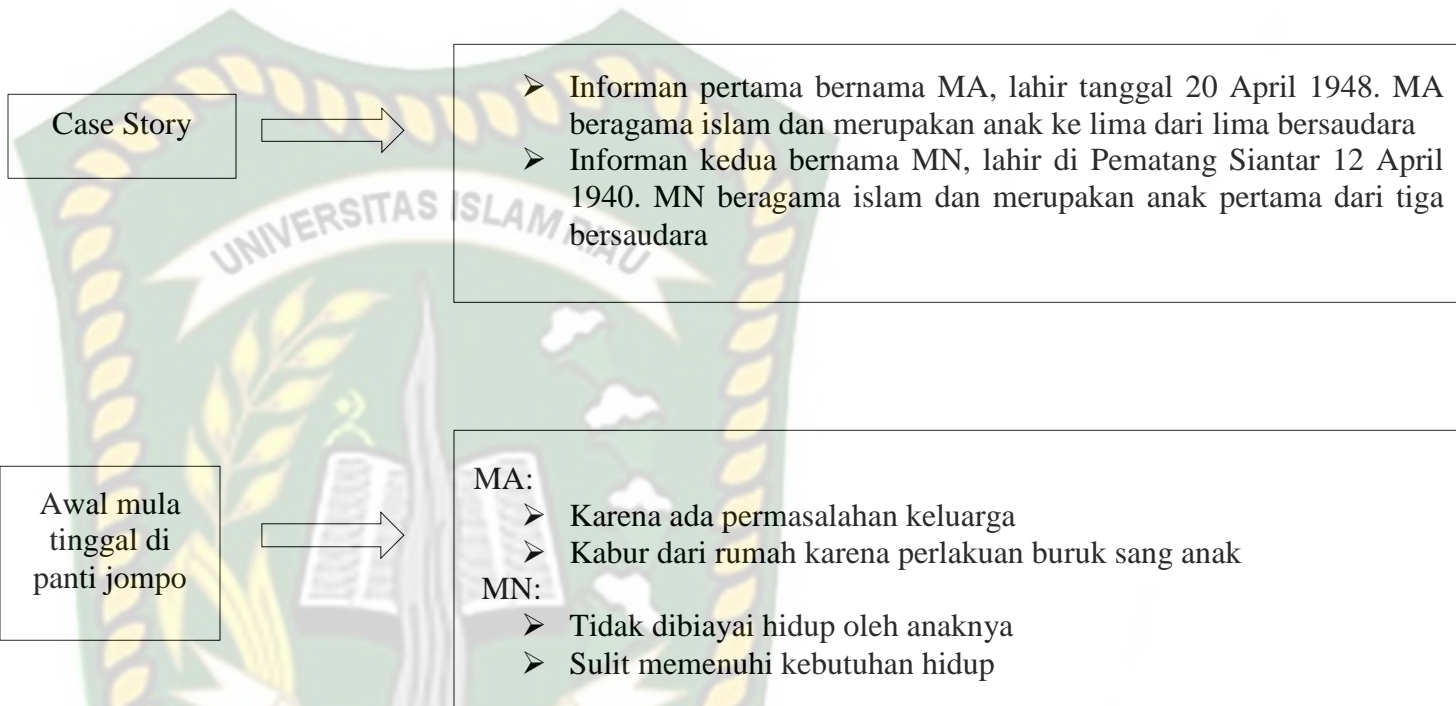 Case Story
➢ Informan pertama bernama MA, lahir tanggal 20 April 1948. MA
beragama islam dan merupakan anak ke lima dari lima bersaudara
➢ Informan kedua bernama MN, lahir di Pematang Siantar 12 April
1940. MN beragama islam dan merupakan anak pertama dari tiga
bersaudara
UNIVERSITAS ISLAM RIAU
Awal mula
tinggal di
panti jompo
MA:
➢ Karena ada permasalahan keluarga
➢ Kabur dari rumah karena perlakuan buruk sang anak
MN:
➢ Tidak dibiayai hidup oleh anaknya
➢ Sulit memenuhi kebutuhan hidup